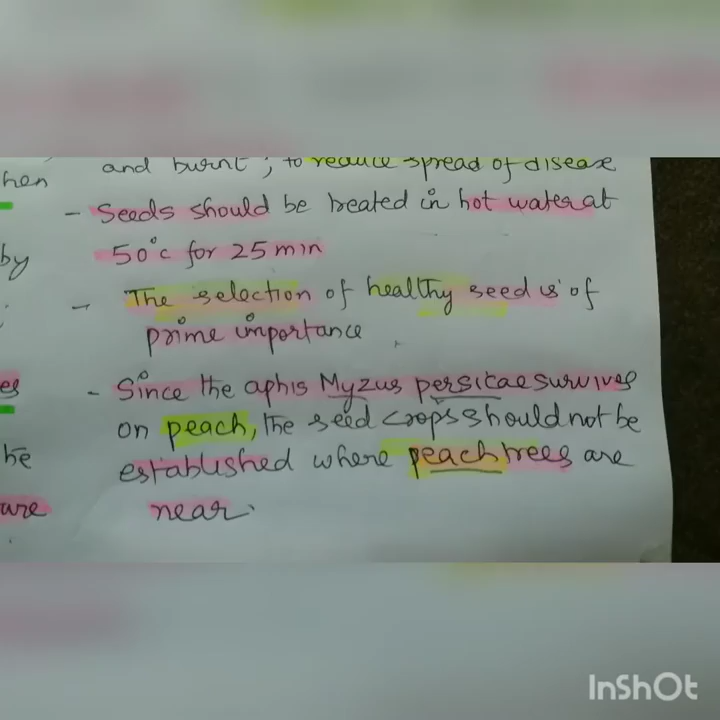 and burnt; to reduce spread of disease
hen
- Seeds should be treated in hot water at
by
50°c for 25 min
- The selection of healthy seed is of
prime importance
es
- Since the aphis Myzus persicae survives
on peach, the seed crops should not be
he
established where peach trees are
are
near.
InShOt